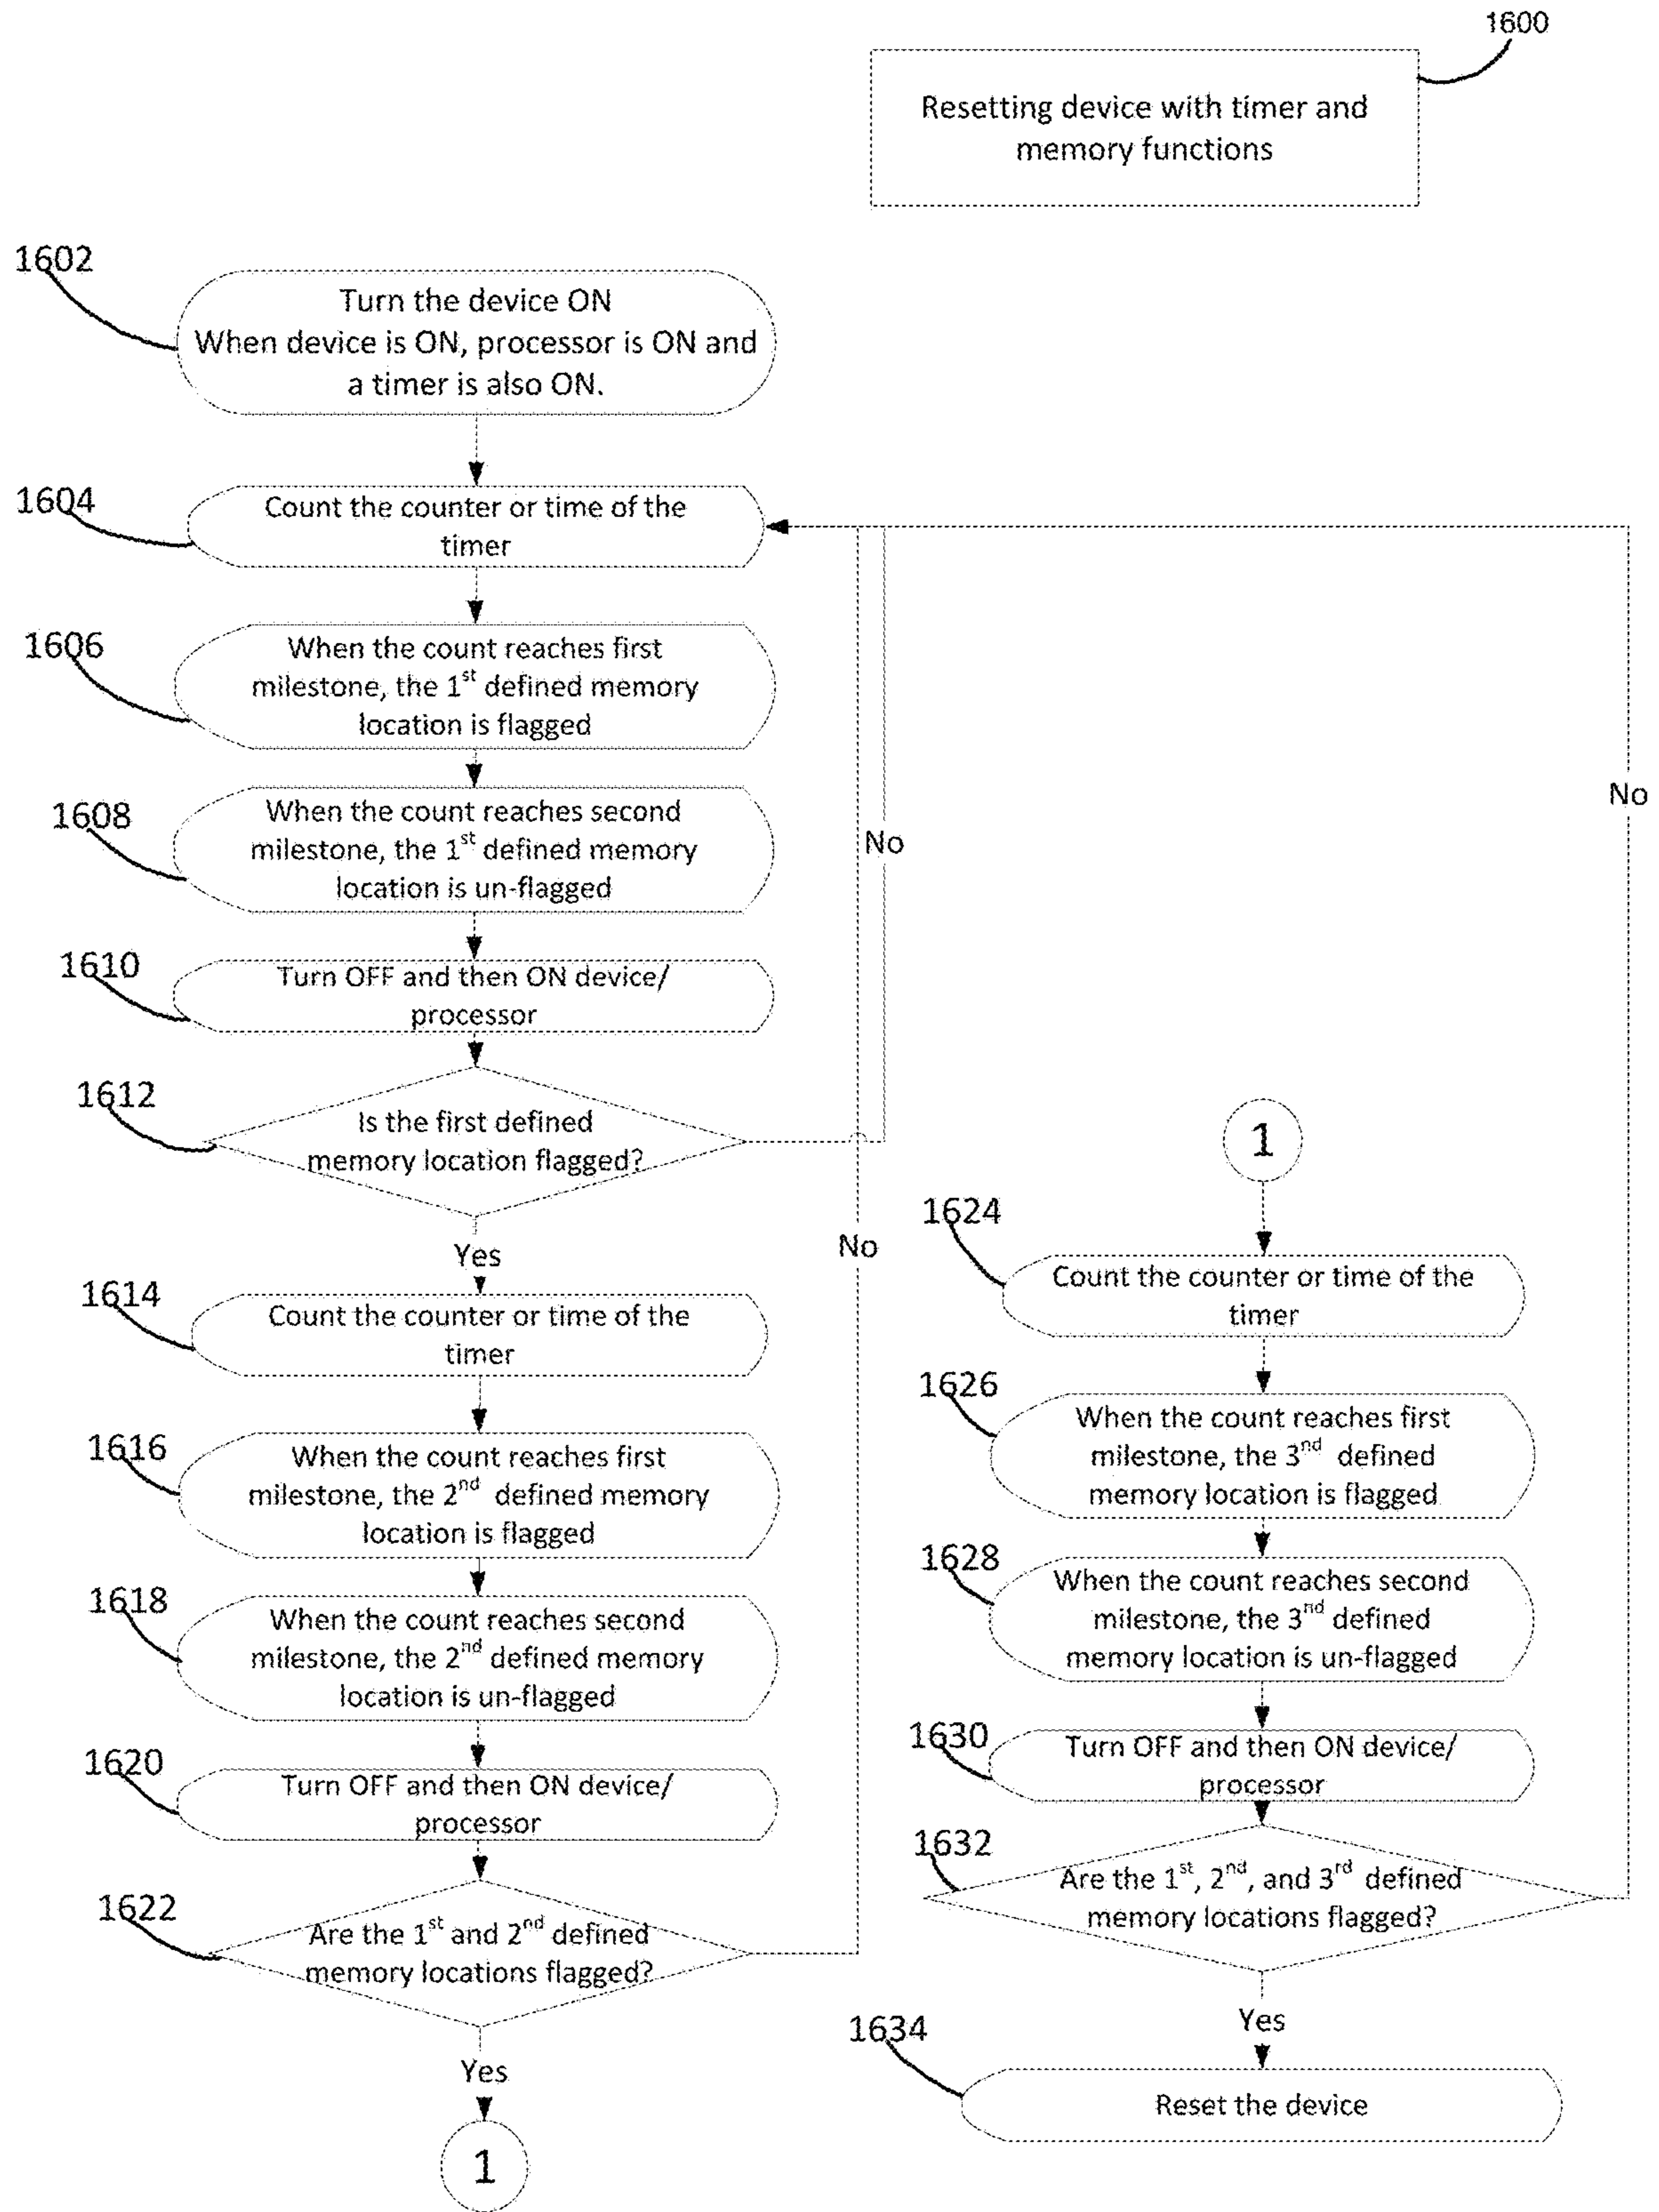 1600
Resetting device with timer and
memory functions
1602
Turn the device ON
When device is ON, processor is ON and
a timer is also ON.
1604
Count the counter or time of the
timer
1606
When the count reaches first
milestone, the 1st defined memory
location is flagged
1608
When the count reaches second
milestone, the 1st defined memory
location is un-flagged
No
No
1610
Turn OFF and then ON device/
processor
1612
Is the first defined
memory location flagged?
Yes
No
1614
Count the counter or time of the
timer
1616
When the count reaches first
milestone, the 2nd defined memory
location is flagged
1618
When the count reaches second
milestone, the 2nd defined memory
location is un-flagged
1620
Turn OFF and then ON device/
processor
1622
Are the 1st and 2nd defined
memory locations flagged?
Yes
1
1
1624
Count the counter or time of the
timer
1626
When the count reaches first
milestone, the 3nd defined
memory location is flagged
1628
When the count reaches second
milestone, the 3nd defined
memory location is un-flagged
1630
Turn OFF and then ON device/
processor
1632
Are the 1st, 2nd, and 3rd defined
memory locations flagged?
Yes
1634
Reset the device